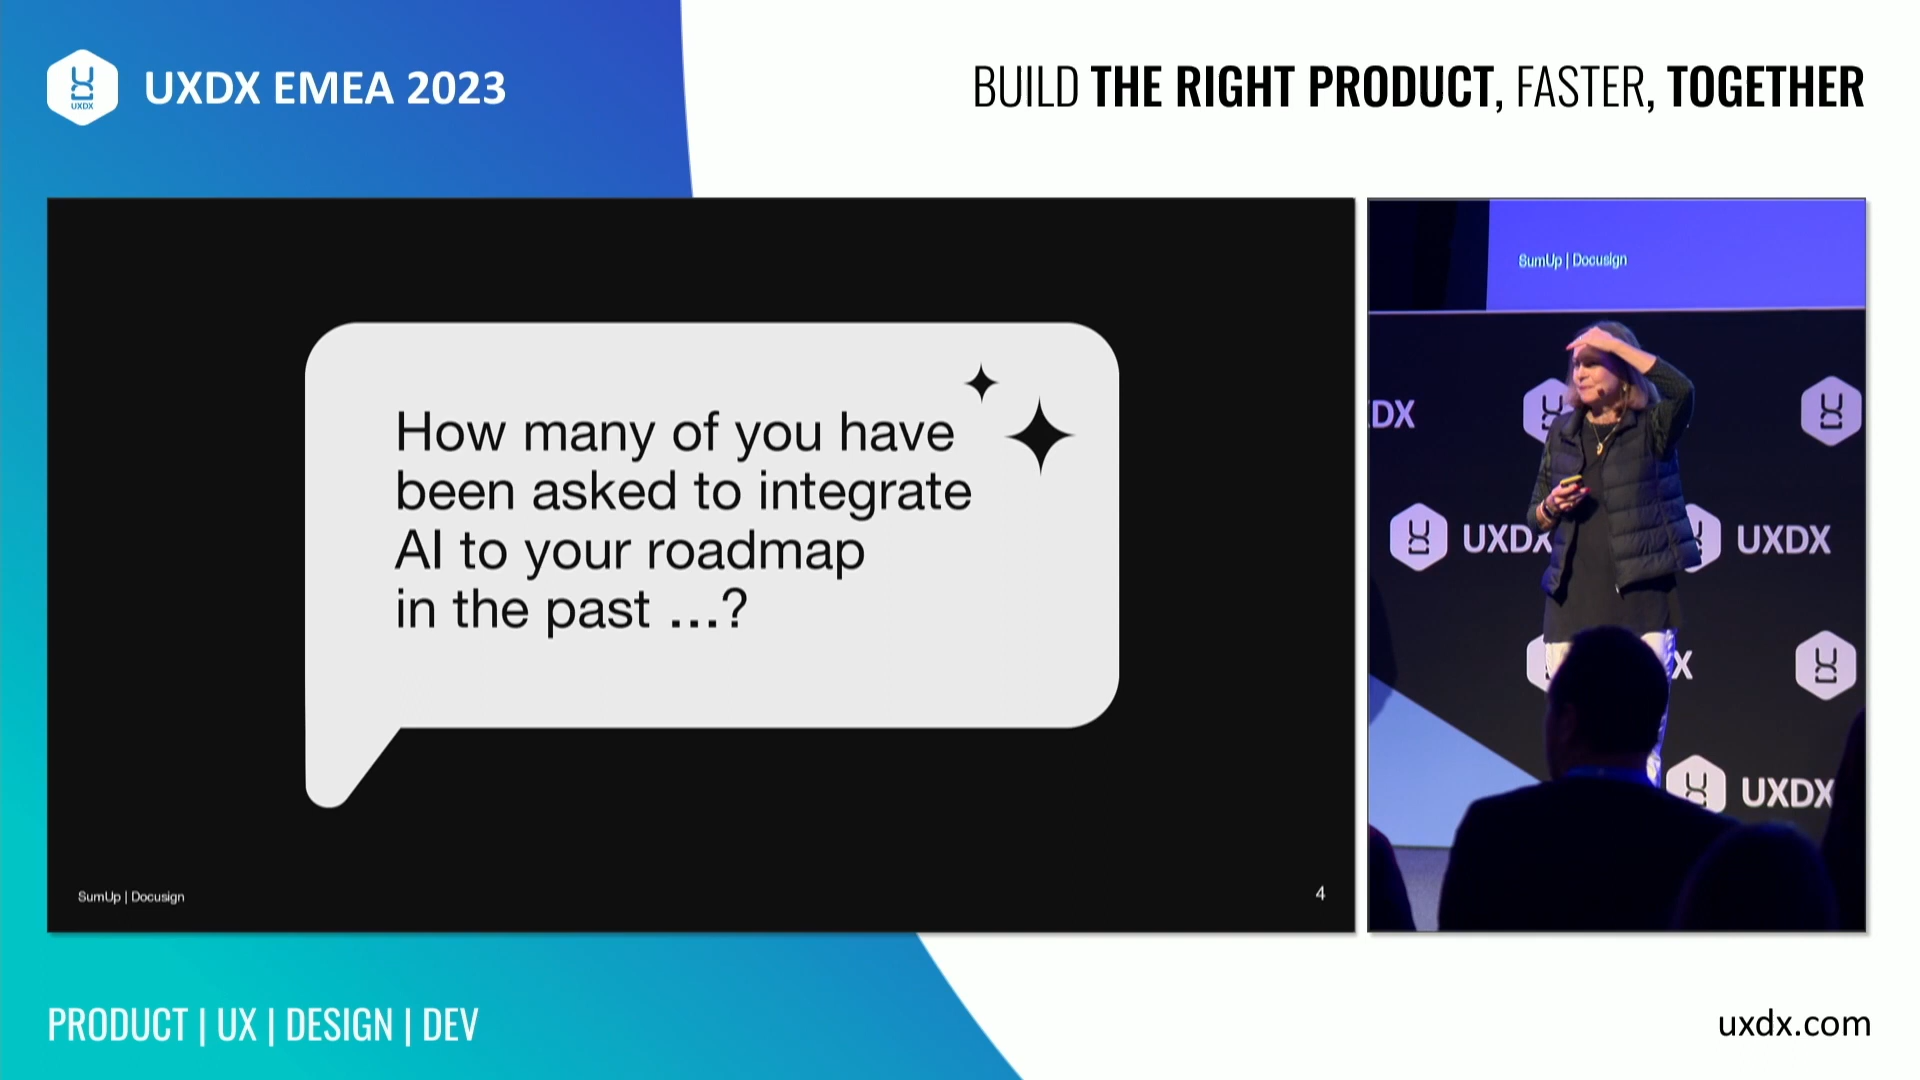 UXDX
UXDX EMEA 2023
BUILD THE RIGHT PRODUCT, FASTER, TOGETHER
How many of you have
been asked to integrate
AI to your roadmap
in the past ...?
SumUp | Docusign
4
SumUp | Docusign
DX
UXDX
UXDX
X
UXDX
PRODUCT | UX | DESIGN | DEV
uxdx.com